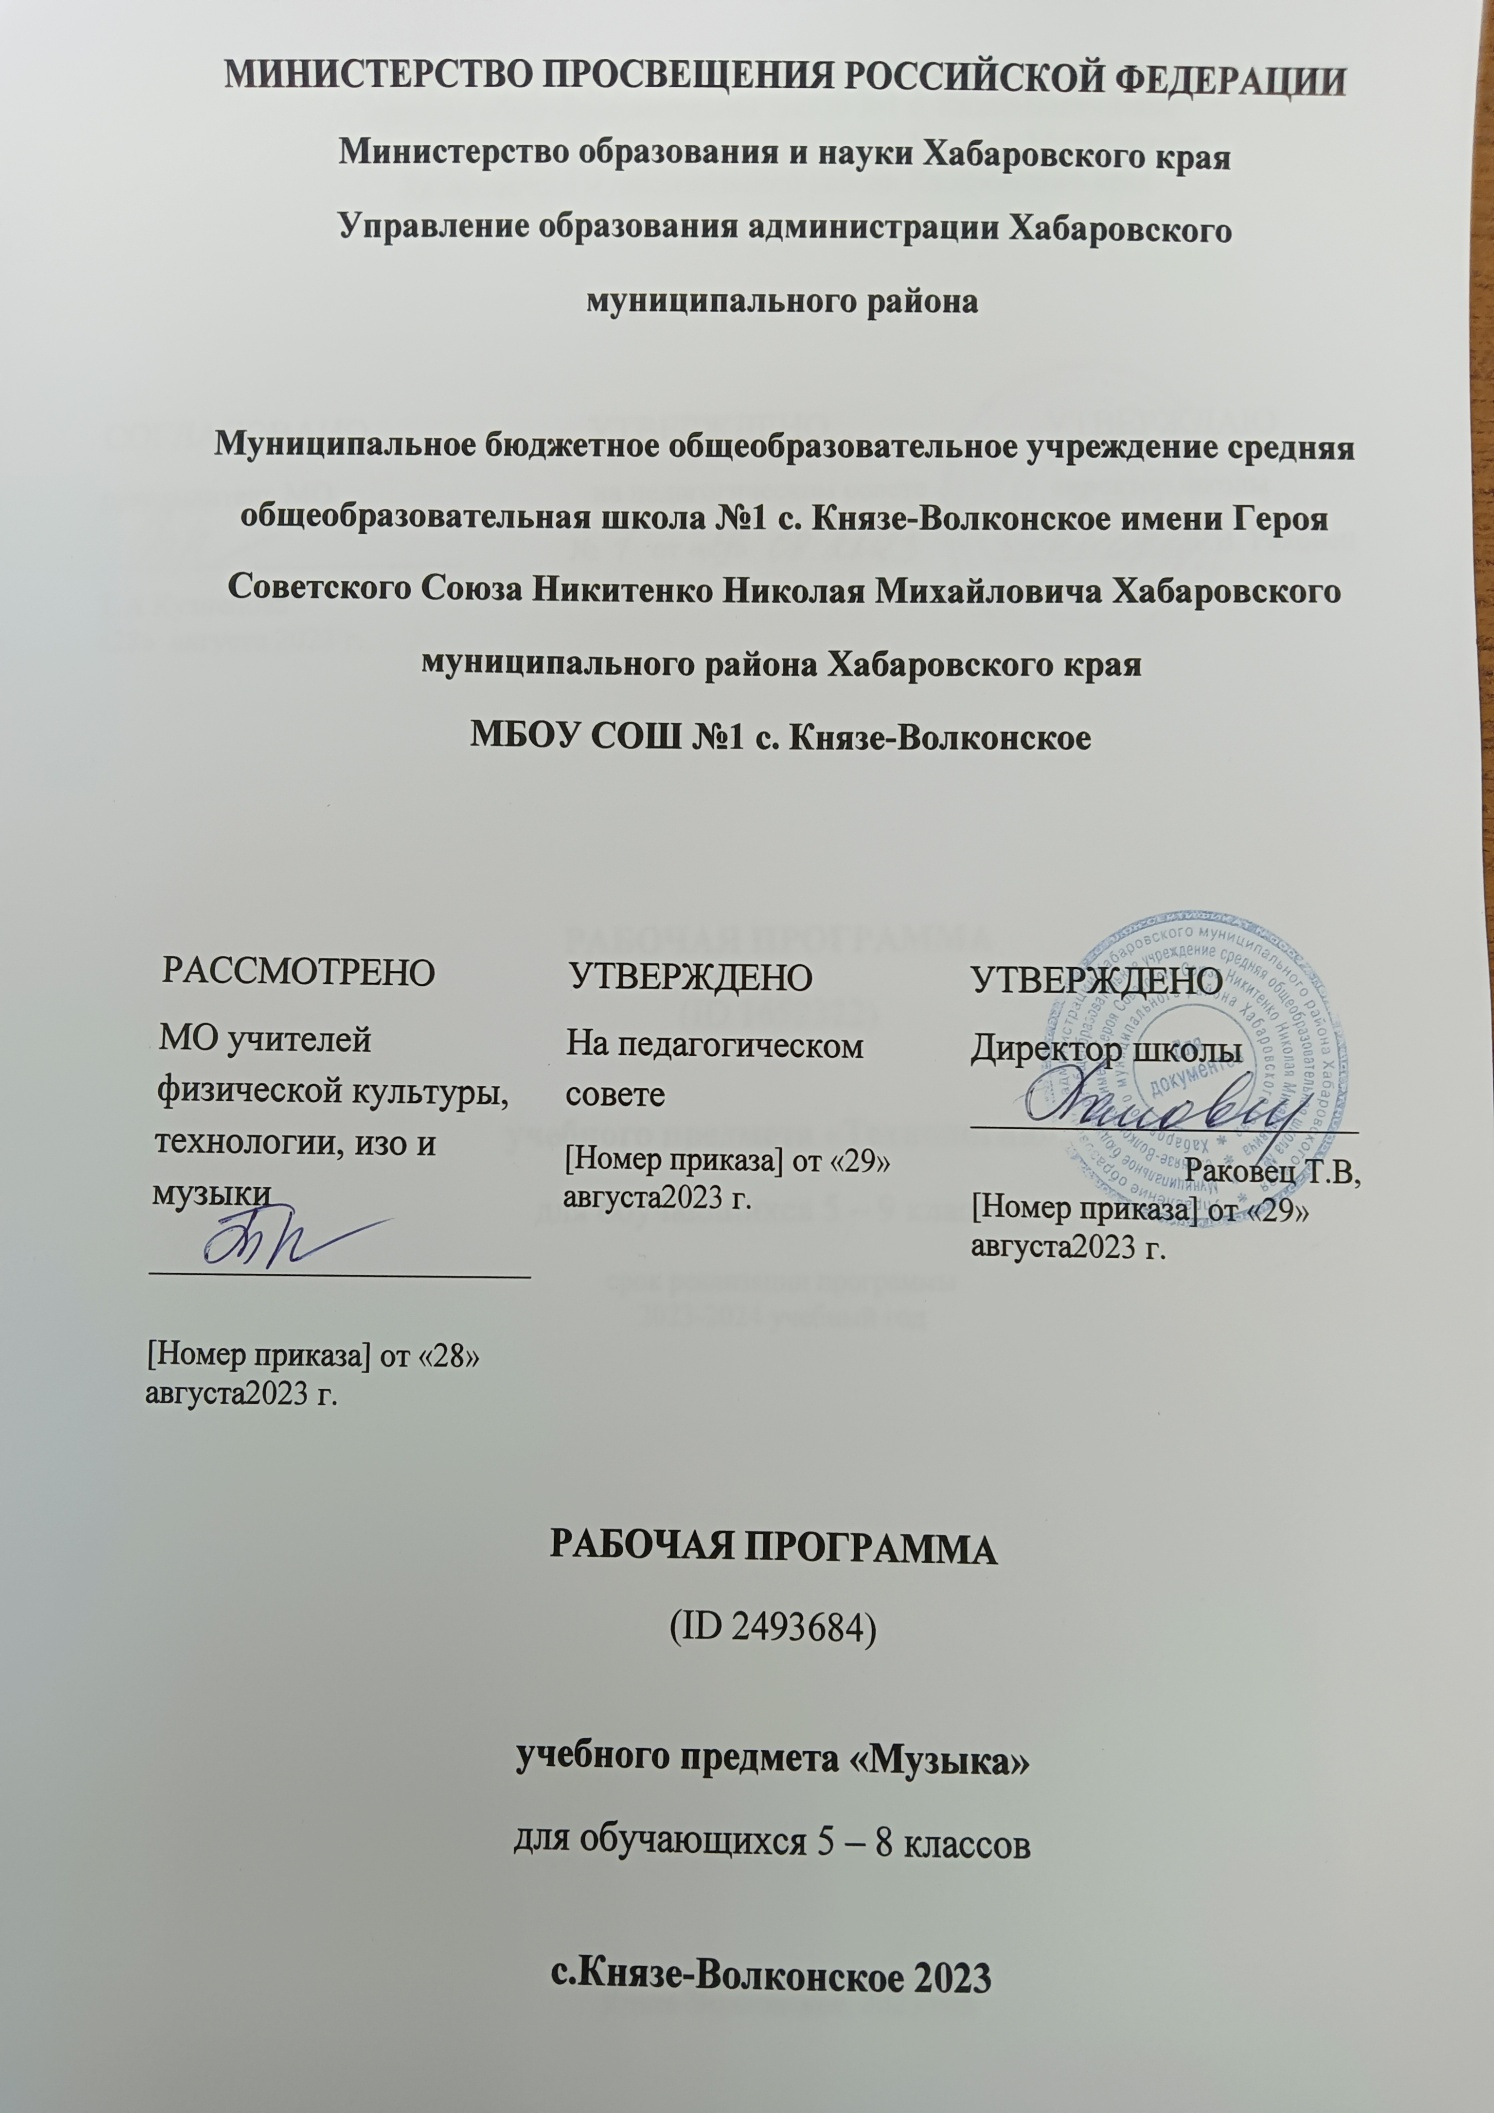 МИНИСТЕРСТВО ПРОСВЕЩЕНИЯ РОССИЙСКОЙ ФЕДЕРАЦИИ
Министерство образования и науки Хабаровского края
Управление образования администрации Хабаровского
муниципального района
Муниципальное бюджетное общеобразовательное учреждение средняя
общеобразовательная школа №1 с. Князе-Волконское имени Героя
Советского Союза Никитенко Николая Михайловича Хабаровского
муниципального района Хабаровского края
МБОУ СОШ №1 с. Князе-Волконское
РАССМОТРЕНО
МО учителей
физической культуры,
технологии, изо и
музыки
[Номер приказа] от «28»
августа2023 г.
УТВЕРЖДЕНО
На педагогическом
совете
[Номер приказа] от «29»
августа2023 г.
УТВЕРЖДЕНО
Директор школы
Раковец Т.В,
[Номер приказа] от «29»
августа2023 г.
Для
документов
РАБОЧАЯ ПРОГРАММА
(ID 2493684)
учебного предмета «Музыка»
для обучающихся 5 – 8 классов
с.Князе-Волконское 2023